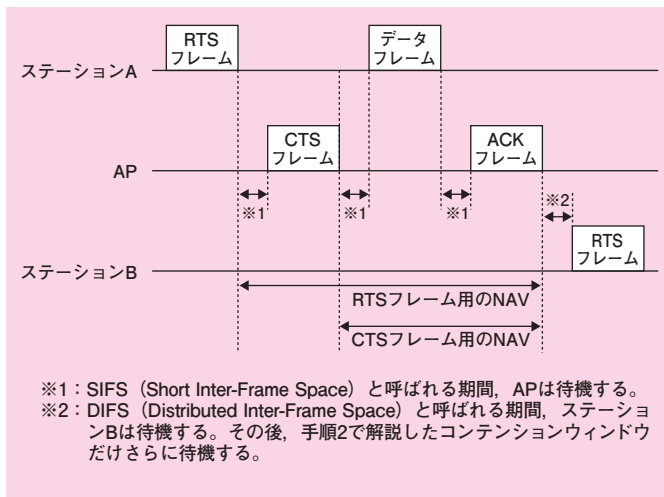 RTS
フレーム
データ
フレーム
ステーションA
CTS
フレーム
ACK
フレーム
AP
※1
※1
※1
※2
RTS
フレーム
ステーションB
RTSフレーム用のNAV
CTSフレーム用のNAV
※1：SIFS（Short Inter-Frame Space）と呼ばれる期間，APは待機する。
※2：DIFS（Distributed Inter-Frame Space）と呼ばれる期間，ステーショ
ンBは待機する。その後，手順2で解説したコンテンションウィンドウ
だけさらに待機する。